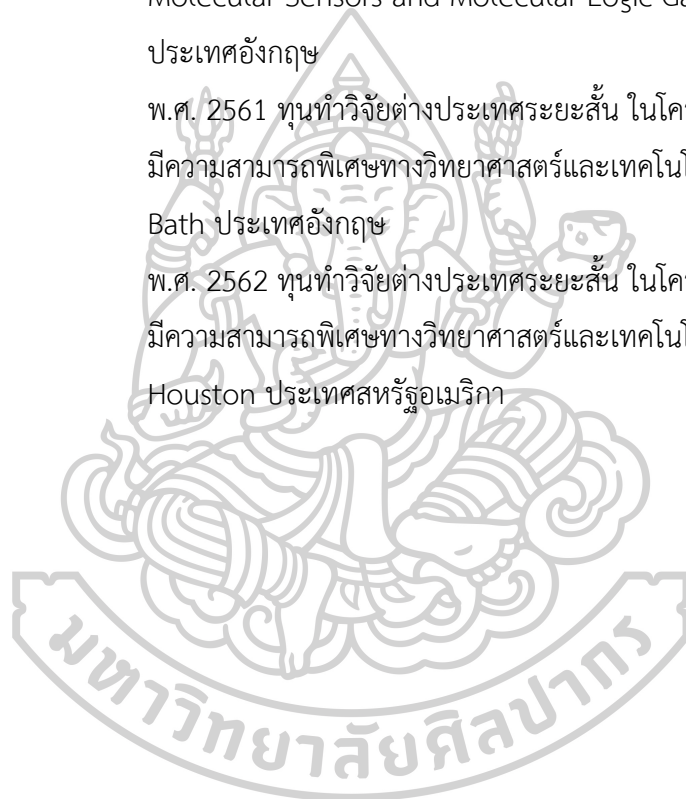 Molecular Sensors and Molecular Logic Ga
ประเทศอังกฤษ
พ.ศ. 2561 ทุนทำวิจัยต่างประเทศระยะสั้น ในโคร
มีความสามารถพิเศษทางวิทยาศาสตร์และเทคโนโ
Bath ประเทศอังกฤษ
พ.ศ. 2562 ทุนทำวิจัยต่างประเทศระยะสั้น ในโคร
มีความสามารถพิเศษทางวิทยาศาสตร์และเทคโนโ
Houston ประเทศสหรัฐอเมริกา
มหาวิทยาลัยศิลปากร